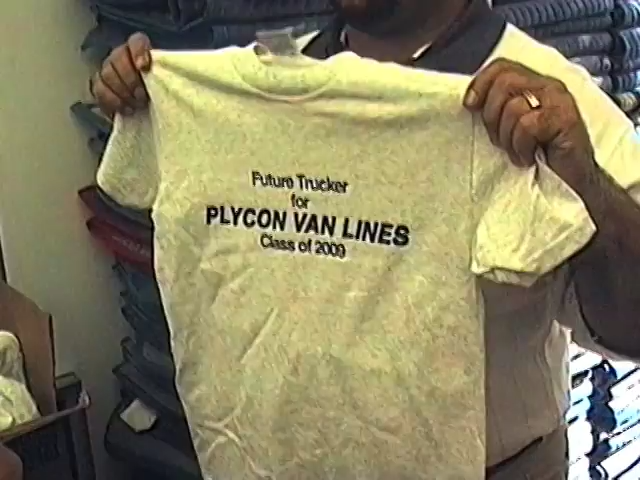 Future Trucker
for
PLYCON VAN LINES
Class of 2009